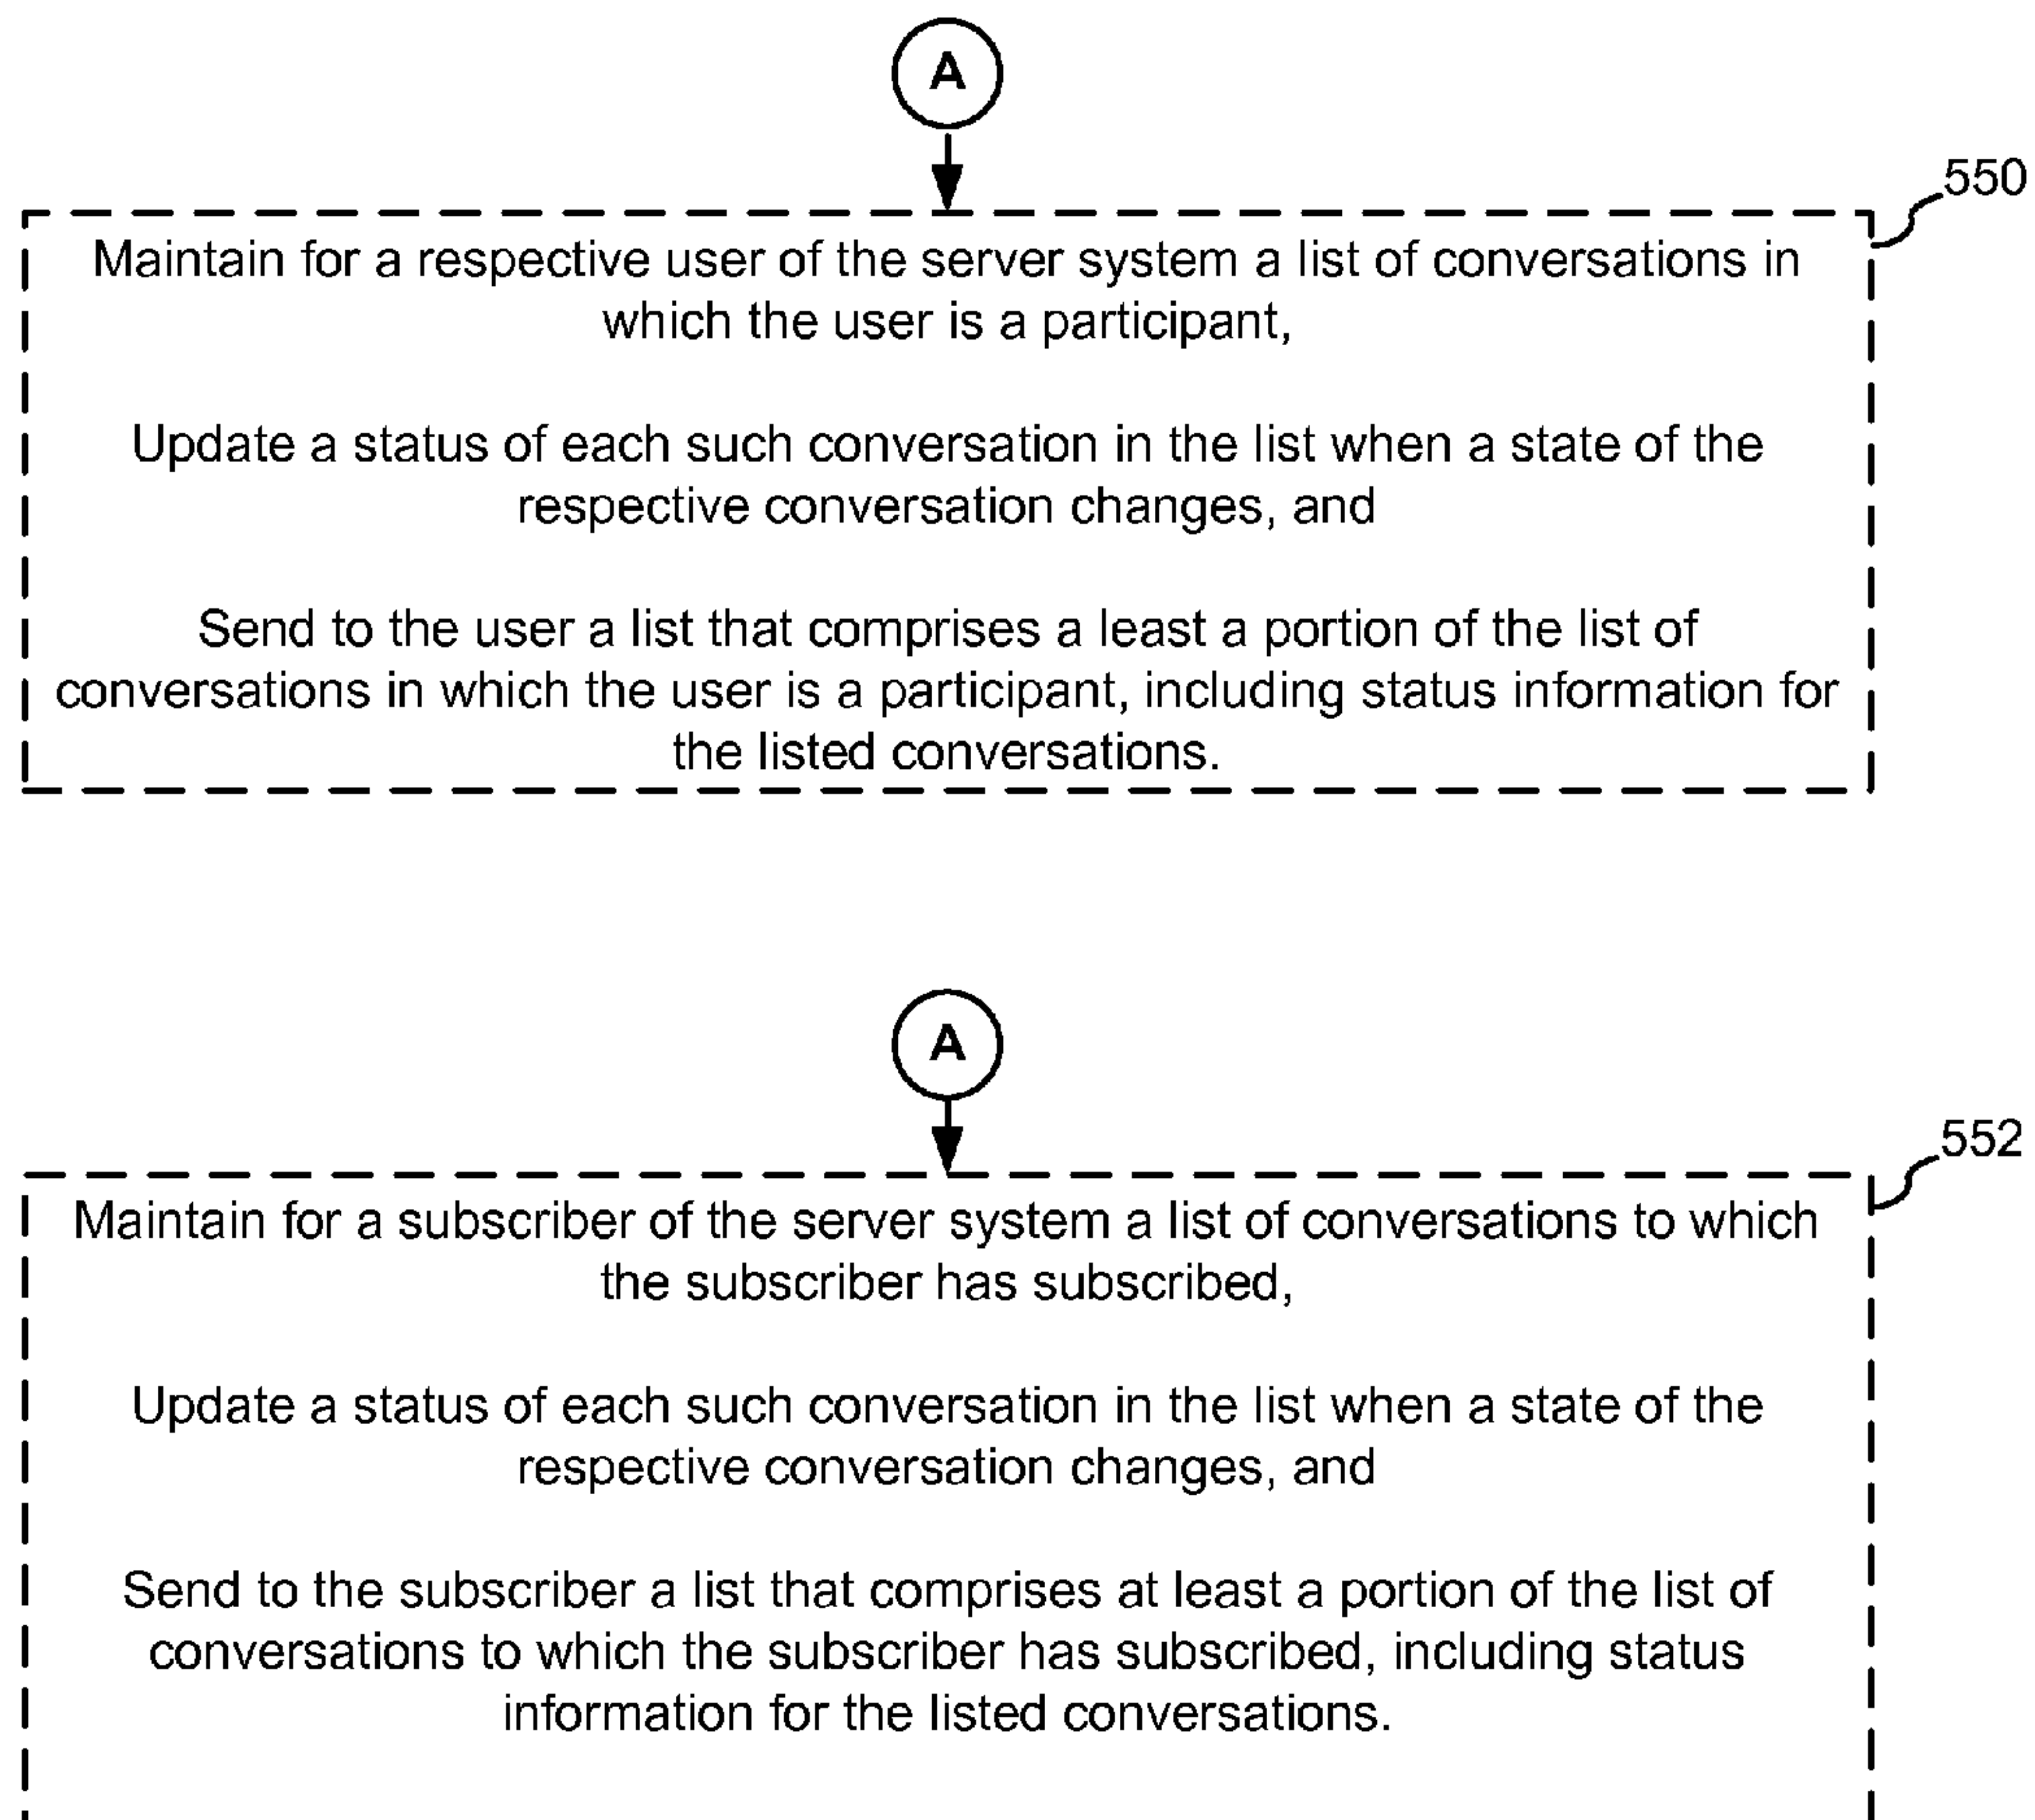 A
550
Maintain for a respective user of the server system a list of conversations in
which the user is a participant,
Update a status of each such conversation in the list when a state of the
respective conversation changes, and
Send to the user a list that comprises a least a portion of the list of
conversations in which the user is a participant, including status information for
the listed conversations.
A
552
Maintain for a subscriber of the server system a list of conversations to which
the subscriber has subscribed,
Update a status of each such conversation in the list when a state of the
respective conversation changes, and
Send to the subscriber a list that comprises at least a portion of the list of
conversations to which the subscriber has subscribed, including status
information for the listed conversations.